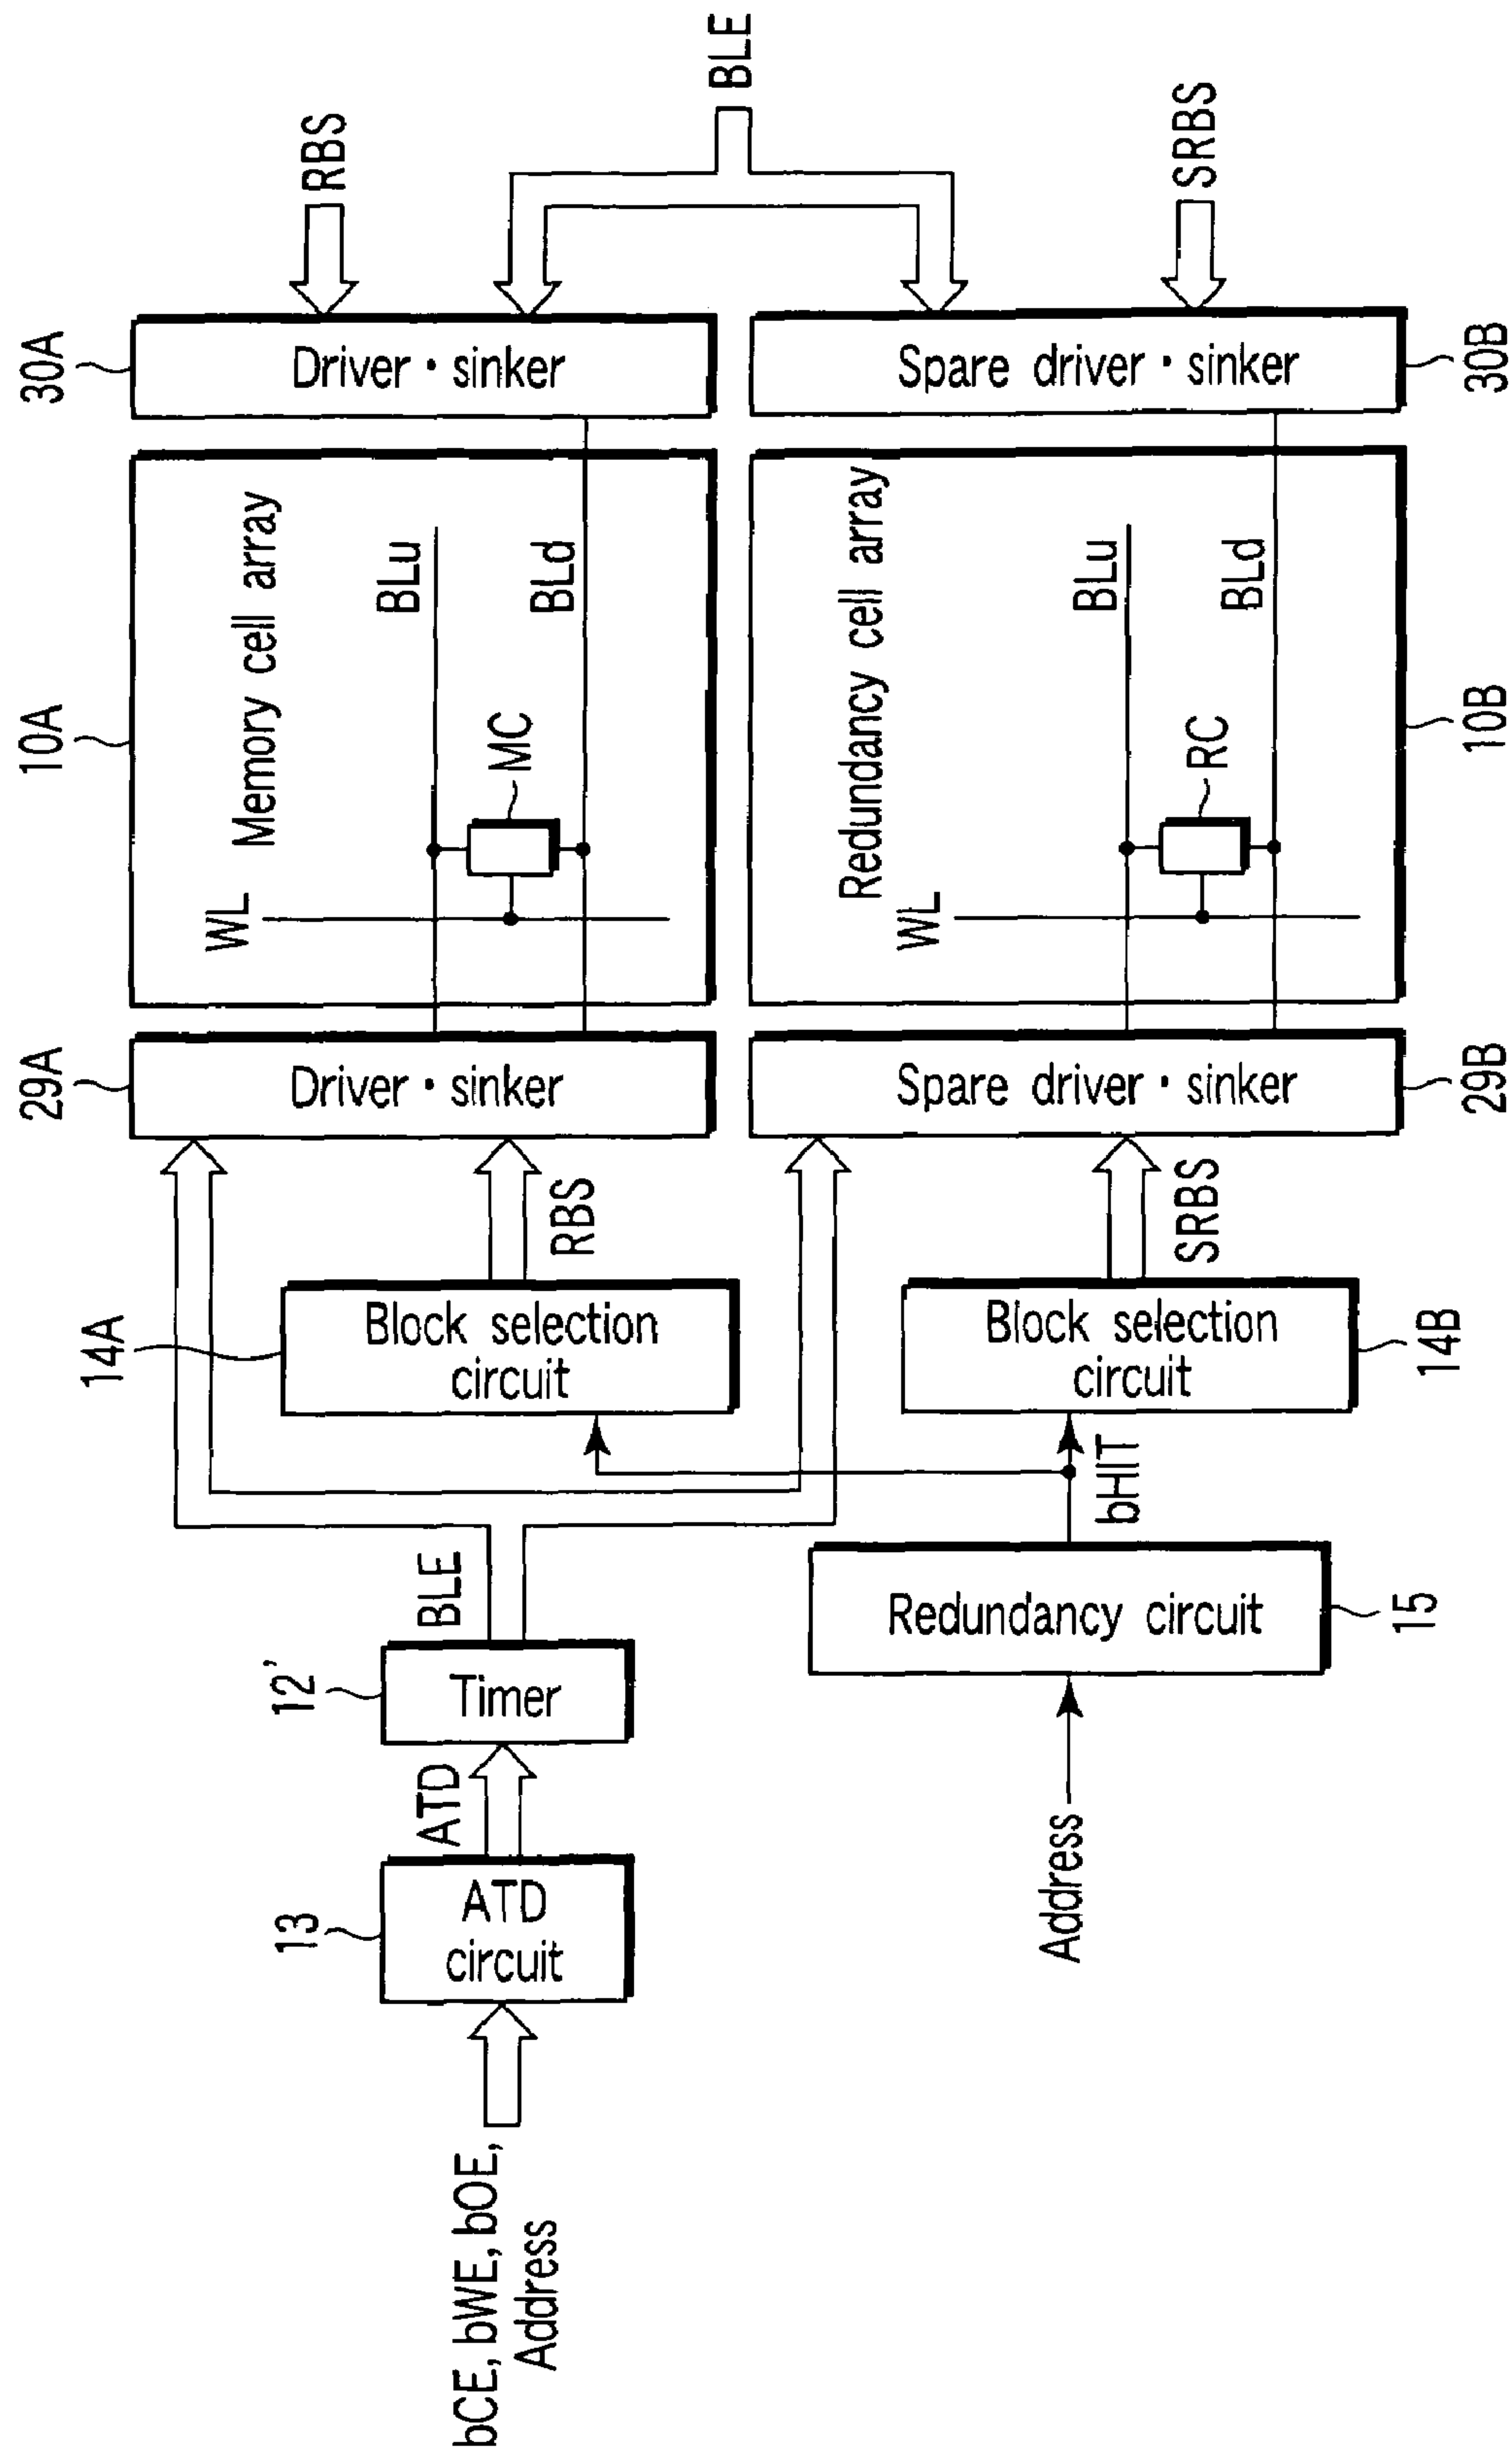 bCE, bWE, bOE,
Address
13
ATD
circuit
ATD
12'
Timer
BLE
Address
Redundancy circuit
15
bHIT
14A
Block selection
circuit
RBS
Block selection
circuit
14B
SRBS
29A
Driver・sinker
Spare driver・sinker
29B
10A
Memory cell array
WL
MC
BLu
BLd
Redundancy cell array
10B
WL
RC
BLu
BLd
30A
Driver・sinker
Spare driver・sinker
30B
RBS
BLE
SRBS